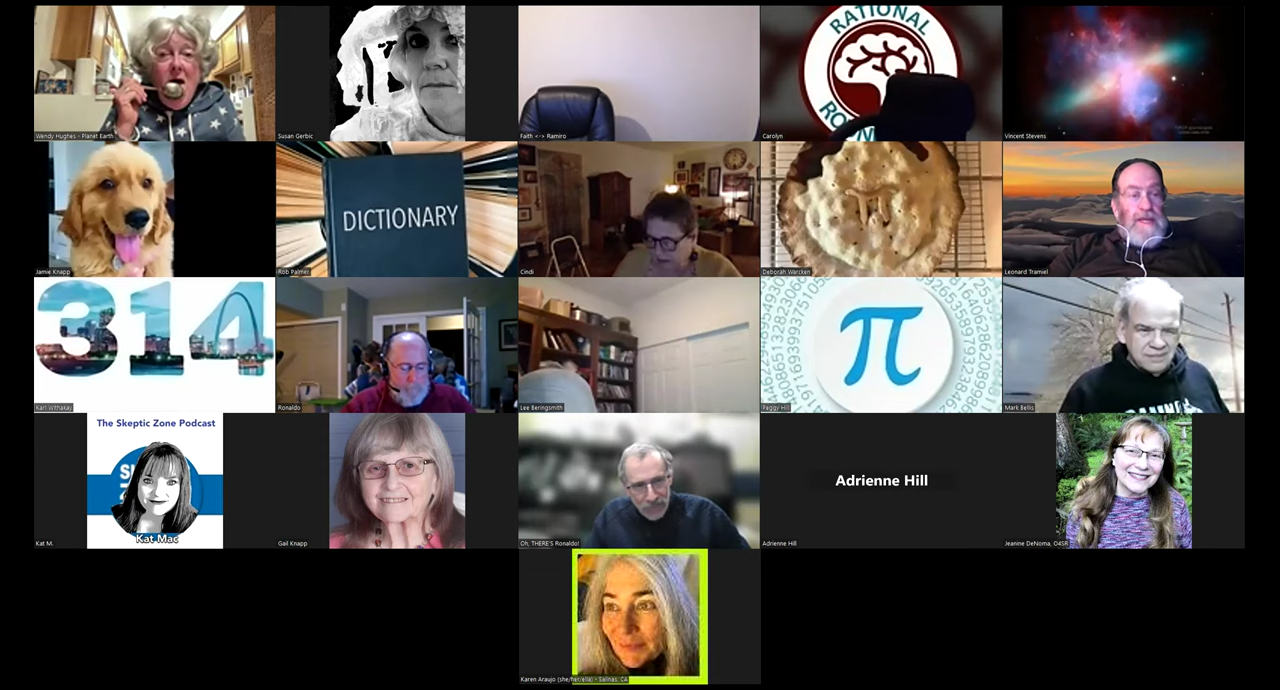 Wendy Hughes - Planet Earth
Susan Gerbic
Faith <-> Ramiro
RATIONAL
Carolyn
Vincent Stevens
Jamie Knapp
DICTIONARY
Rob Palmer
Cindi
Deborah Warcken
Leonard Tramiel
314
Karl Withakay
Ronaldo
Lee Beringsmith
π
Peggy Hill
Mark Bellis
The Skeptic Zone Podcast
Kat Mac
Kat M.
Gail Knapp
Oh, THERE'S Ronaldo!
Adrienne Hill
Adrienne Hill
Jeanine DeNoma, O4SR
Karen Araujo (she/her/ella) - Salinas, CA